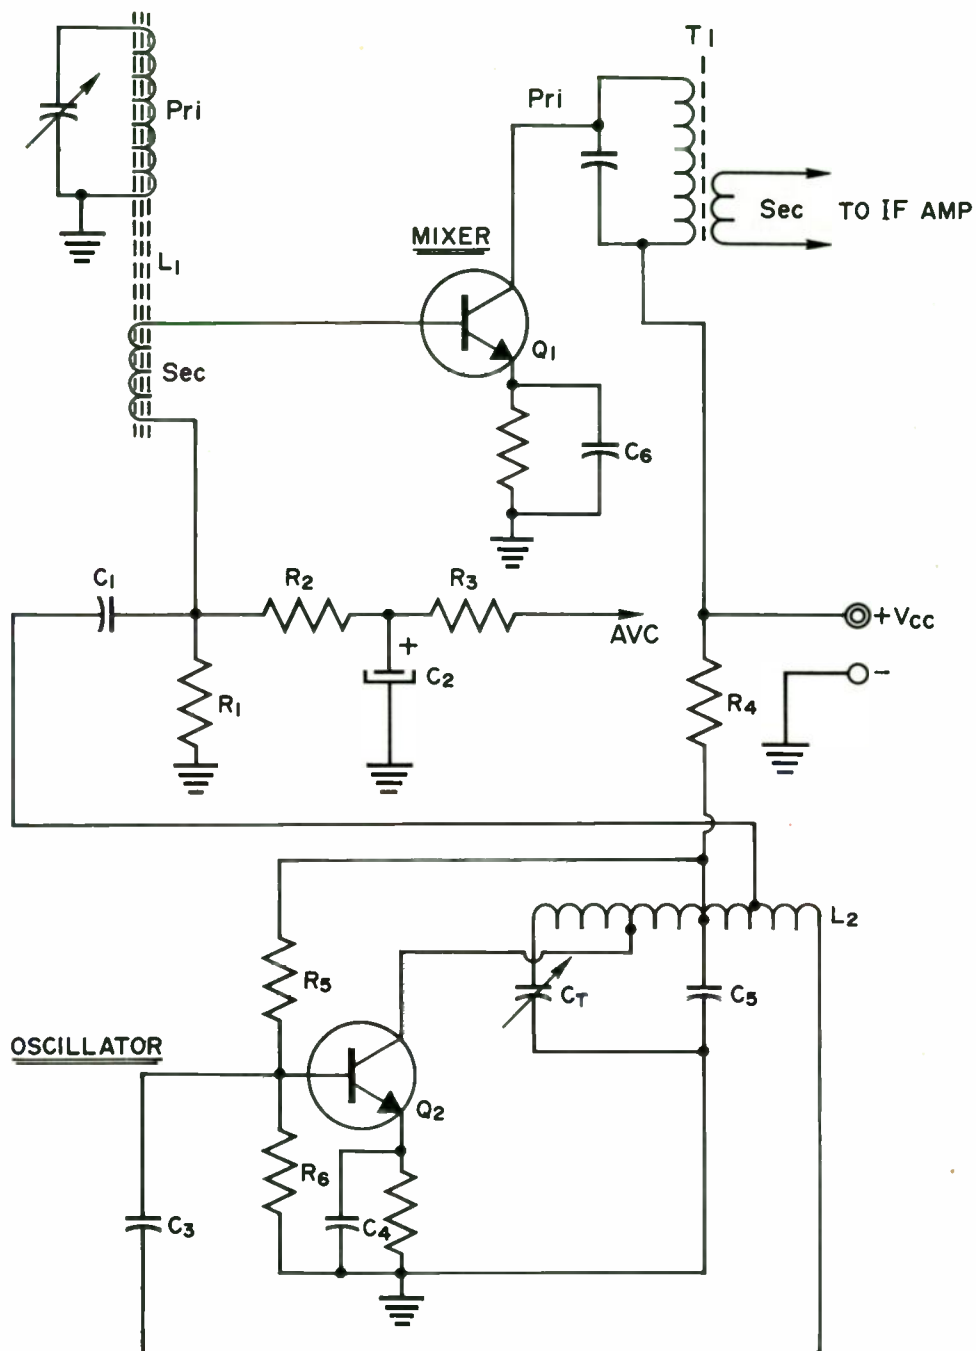 T1
Pri
Pri
Sec
TO IF AMP
MIXER
L1
Q1
Sec
C6
C1
R2
R3
+
AVC
+VCC
C2
R1
R4
−
L2
R5
CT
C5
OSCILLATOR
Q2
R6
C3
C4